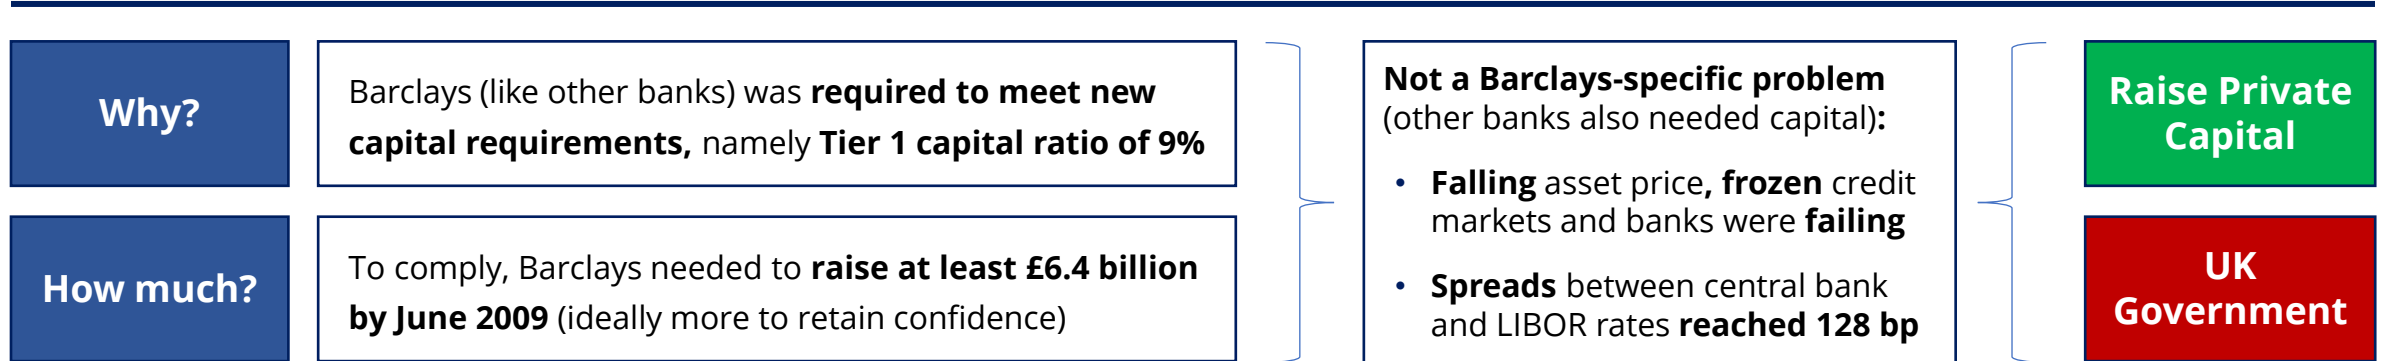 Why?
Barclays (like other banks) was required to meet new
capital requirements, namely Tier 1 capital ratio of 9%
How much?
To comply, Barclays needed to raise at least £6.4 billion
by June 2009 (ideally more to retain confidence)
Not a Barclays-specific problem
(other banks also needed capital):
• Falling asset price, frozen credit
markets and banks were failing
• Spreads between central bank
and LIBOR rates reached 128 bp
Raise Private
Capital
UK
Government